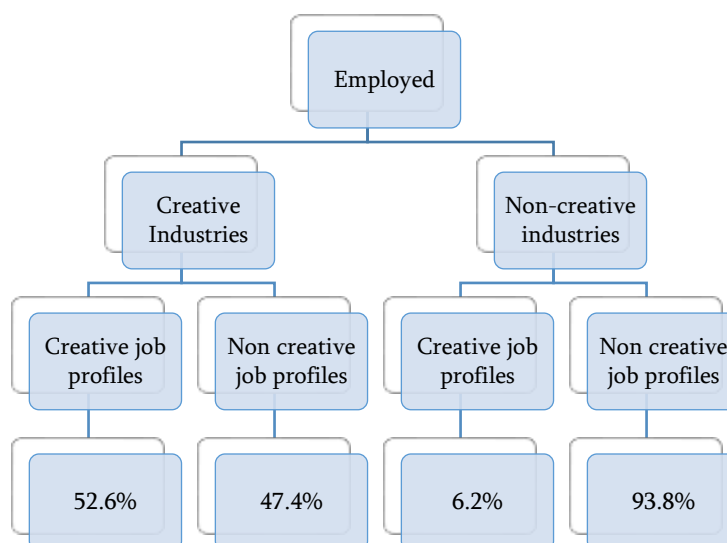 Employed
Creative
Industries
Non-creative
industries
Creative job
profiles
Non creative
job profiles
Creative job
profiles
Non creative
job profiles
52.6%
47.4%
6.2%
93.8%